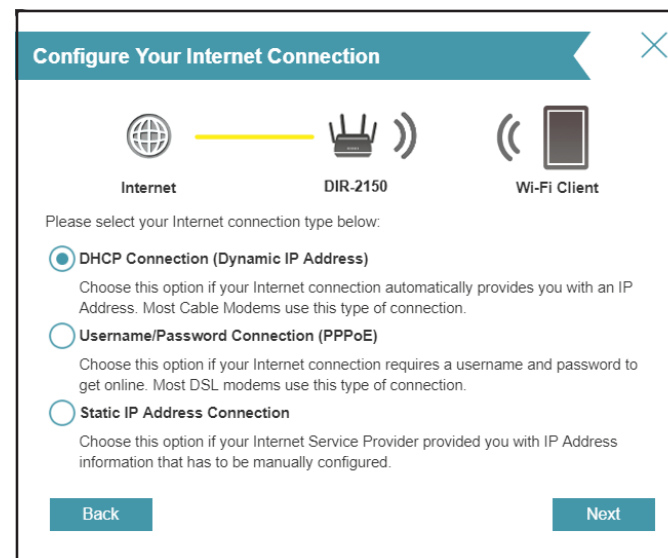 Configure Your Internet Connection
Internet
DIR-2150
Wi-Fi Client
Please select your Internet connection type below:
DHCP Connection (Dynamic IP Address)
Choose this option if your Internet connection automatically provides you with an IP
Address. Most Cable Modems use this type of connection.
Username/Password Connection (PPPoE)
Choose this option if your Internet connection requires a username and password to
get online. Most DSL modems use this type of connection.
Static IP Address Connection
Choose this option if your Internet Service Provider provided you with IP Address
information that has to be manually configured.
Back
Next